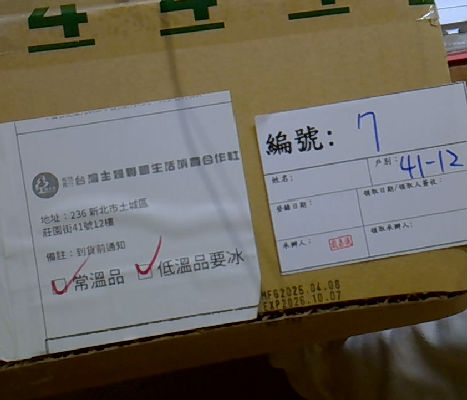 台灣主婦聯盟生活消費合作社
地址：236 新北市土城區
莊園街41號12樓
備註：到貨前通知
常溫品 低溫品要冰
編號：7
姓名：
戶別：41-12
登錄日期：
領取日期/領取人簽收：
承辦人：
領取承辦人：
MFG2025.04.08
EXP2026.10.07